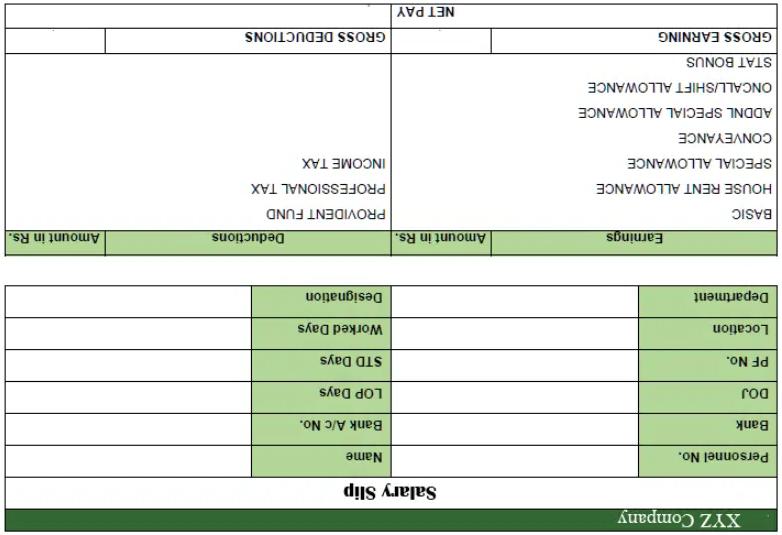 XYZ Company
Salary Slip
Personnel No. Name
Bank Bank A/c No.
DOJ LOP Days
PF No. STD Days
Location Worked Days
Department Designation
Earnings Amount in Rs. Deductions Amount in Rs.
BASIC PROVIDENT FUND
HOUSE RENT ALLOWANCE PROFESSIONAL TAX
SPECIAL ALLOWANCE INCOME TAX
CONVEYANCE
ADDNL SPECIAL ALLOWANCE
ONCALL/SHIFT ALLOWANCE
STAT BONUS
GROSS EARNING GROSS DEDUCTIONS
NET PAY